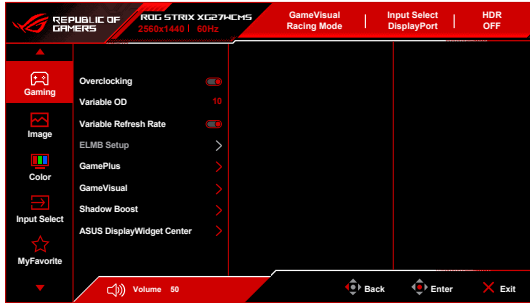 REPUBLIC OF
GAMERS
ROG STRIX XG27WCMS
2560x1440 | 60Hz
GameVisual
Racing Mode
Input Select
DisplayPort
HDR
OFF
Gaming
Image
Color
Input Select
MyFavorite
Overclocking
Variable OD 10
Variable Refresh Rate
ELMB Setup
GamePlus
GameVisual
Shadow Boost
ASUS DisplayWidget Center
Volume 50
Back
Enter
Exit